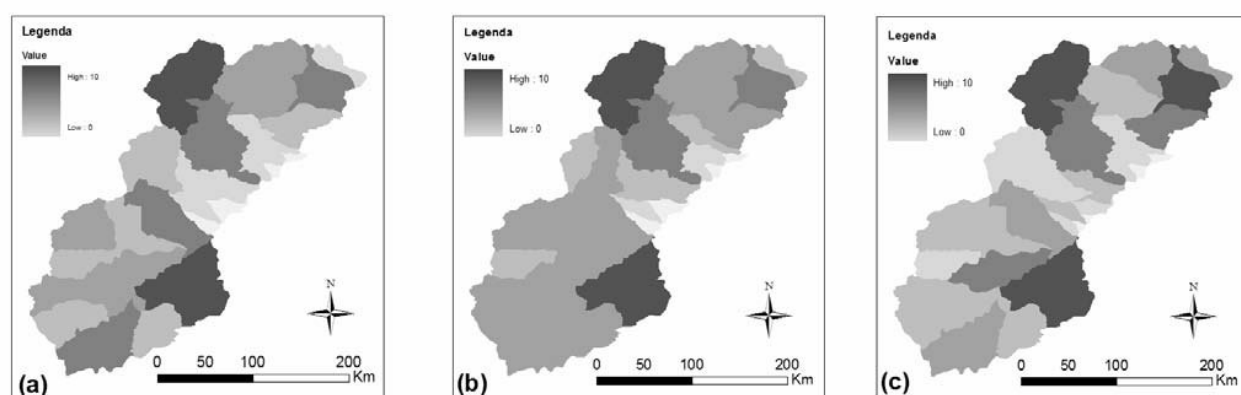 Legenda
Value
High : 10
Low : 0
N
0 50 100 200
Km
(a)
Legenda
Value
High : 10
Low : 0
N
0 50 100 200
Km
(b)
Legenda
Value
High : 10
Low : 0
N
0 50 100 200
Km
(c)